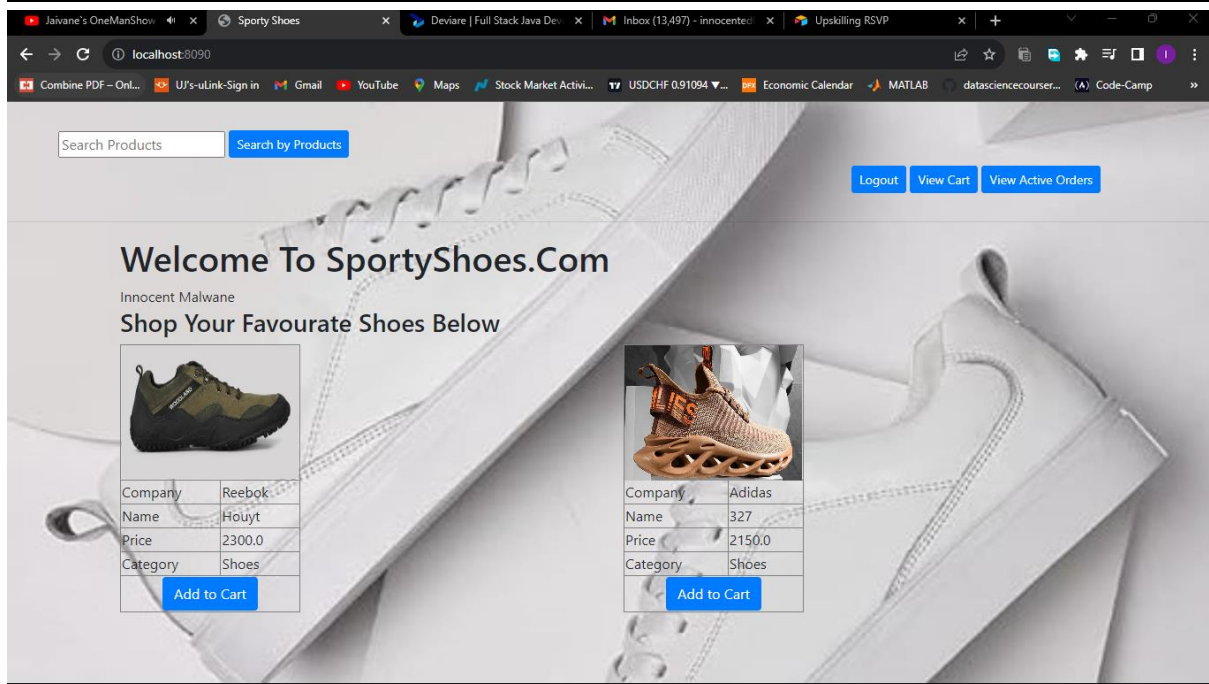 Jaivane`s OneManShow
Sporty Shoes
Deviare | Full Stack Java Dev
Inbox (13,497) - innocented
Upskilling RSVP
localhost:8090
Combine PDF – Onl...
UJ's-uLink-Sign in
Gmail
YouTube
Maps
Stock Market Activi...
USDCHF 0.91094 ▼...
Economic Calendar
MATLAB
datasciencecourser...
Code-Camp
»
Search Products
Search by Products
Logout
View Cart
View Active Orders
Welcome To SportyShoes.Com
Innocent Malwane
Shop Your Favourate Shoes Below
WOODLAND
Company Reebok
Name Houyt
Price 2300.0
Category Shoes
Add to Cart
Company Adidas
Name 327
Price 2150.0
Category Shoes
Add to Cart